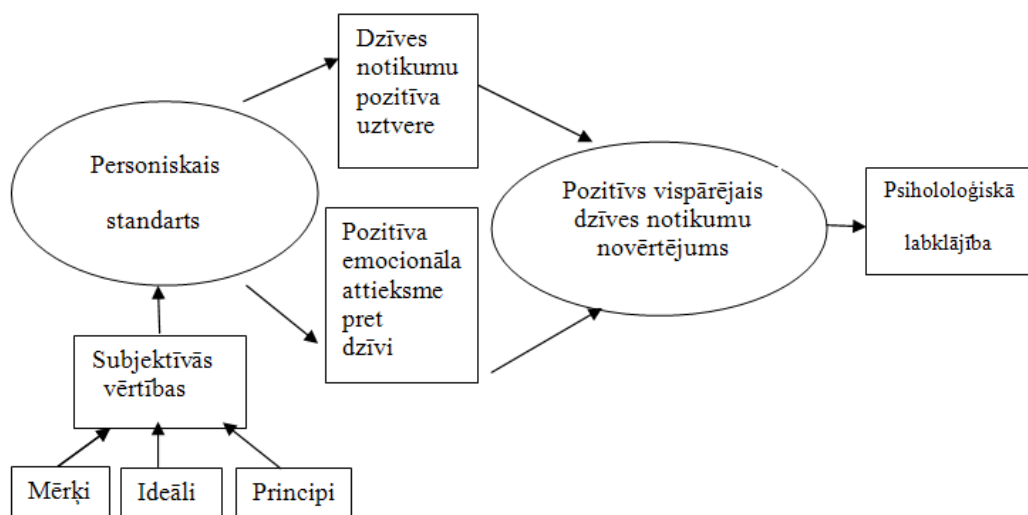 Dzīves
notikumu
pozitīva
uztvere
Personiskais
standarts
Pozitīva
emocionāla
attieksme
pret
dzīvi
Pozitīvs vispārējais
dzīves notikumu
novērtējums
Psihololoģiskā
labklājība
Subjektīvās
vērtības
Mērķi
Ideāli
Principi